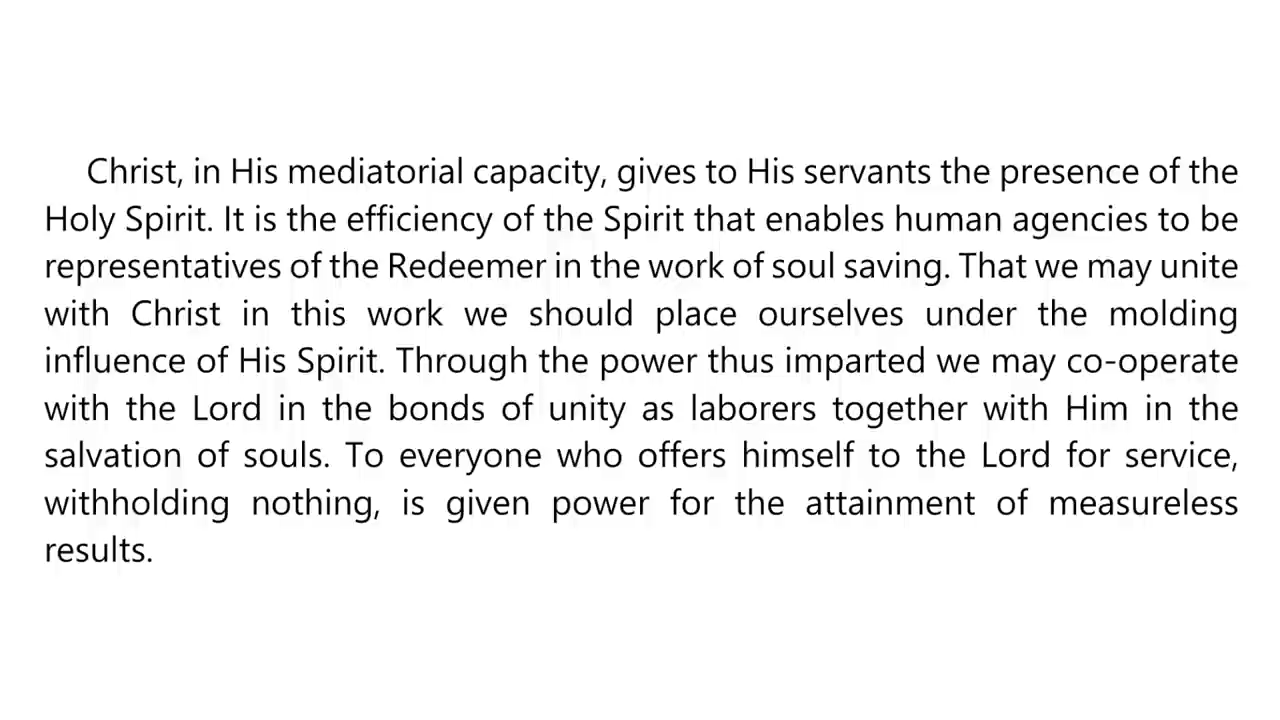 Christ, in His mediatorial capacity, gives to His servants the presence of the
Holy Spirit. It is the efficiency of the Spirit that enables human agencies to be
representatives of the Redeemer in the work of soul saving. That we may unite
with Christ in this work we should place ourselves under the molding
influence of His Spirit. Through the power thus imparted we may co-operate
with the Lord in the bonds of unity as laborers together with Him in the
salvation of souls. To everyone who offers himself to the Lord for service,
withholding nothing, is given power for the attainment of measureless
results.